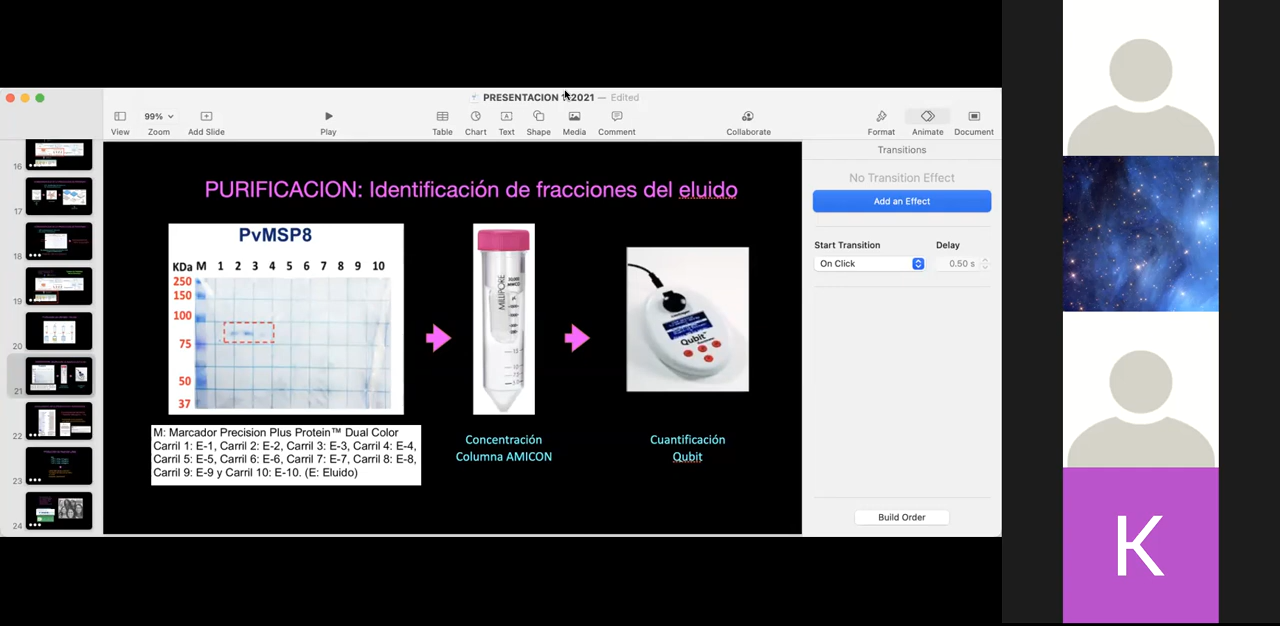 PRESENTACION 1.2021 — Edited
99%
View
Zoom
Add Slide
Play
Table
Chart
Text
Shape
Media
Comment
Collaborate
Format
Animate
Document
Transitions
16
17
18
19
20
21
22
23
24
PURIFICACION: Identificación de fracciones del eluido
PvMSP8
KDa M 1 2 3 4 5 6 7 8 9 10
250
150
100
75
50
37
M: Marcador Precision Plus Protein™ Dual Color
Carril 1: E-1, Carril 2: E-2, Carril 3: E-3, Carril 4: E-4,
Carril 5: E-5, Carril 6: E-6, Carril 7: E-7, Carril 8: E-8,
Carril 9: E-9 y Carril 10: E-10. (E: Eluido)
MILLIPORE
Concentración
Columna AMICON
Qubit
Cuantificación
Qubit
No Transition Effect
Add an Effect
Start Transition
Delay
On Click
0.50 s
Build Order
K